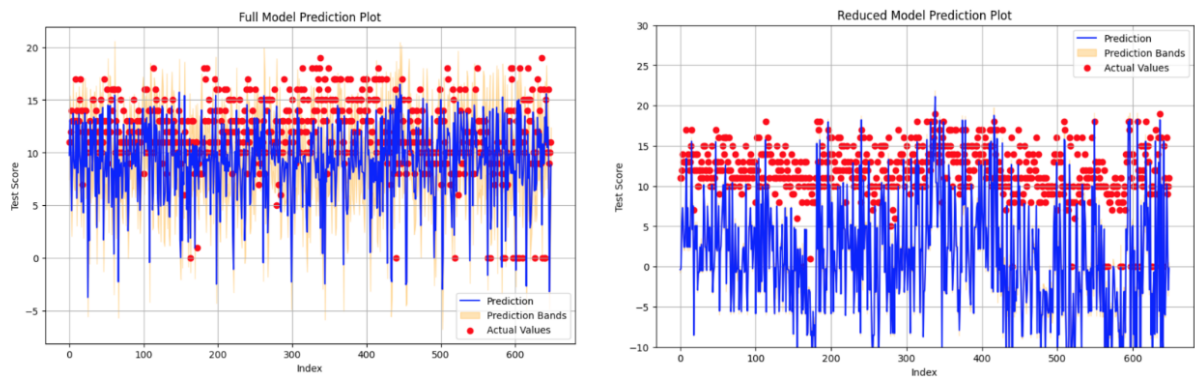 Full Model Prediction Plot
20
15
10
5
0
−5
Test Score
0 100 200 300 400 500 600
Index
Prediction
Prediction Bands
Actual Values
Reduced Model Prediction Plot
30
25
20
15
10
5
0
−5
−10
Test Score
0 100 200 300 400 500 600
Index
Prediction
Prediction Bands
Actual Values